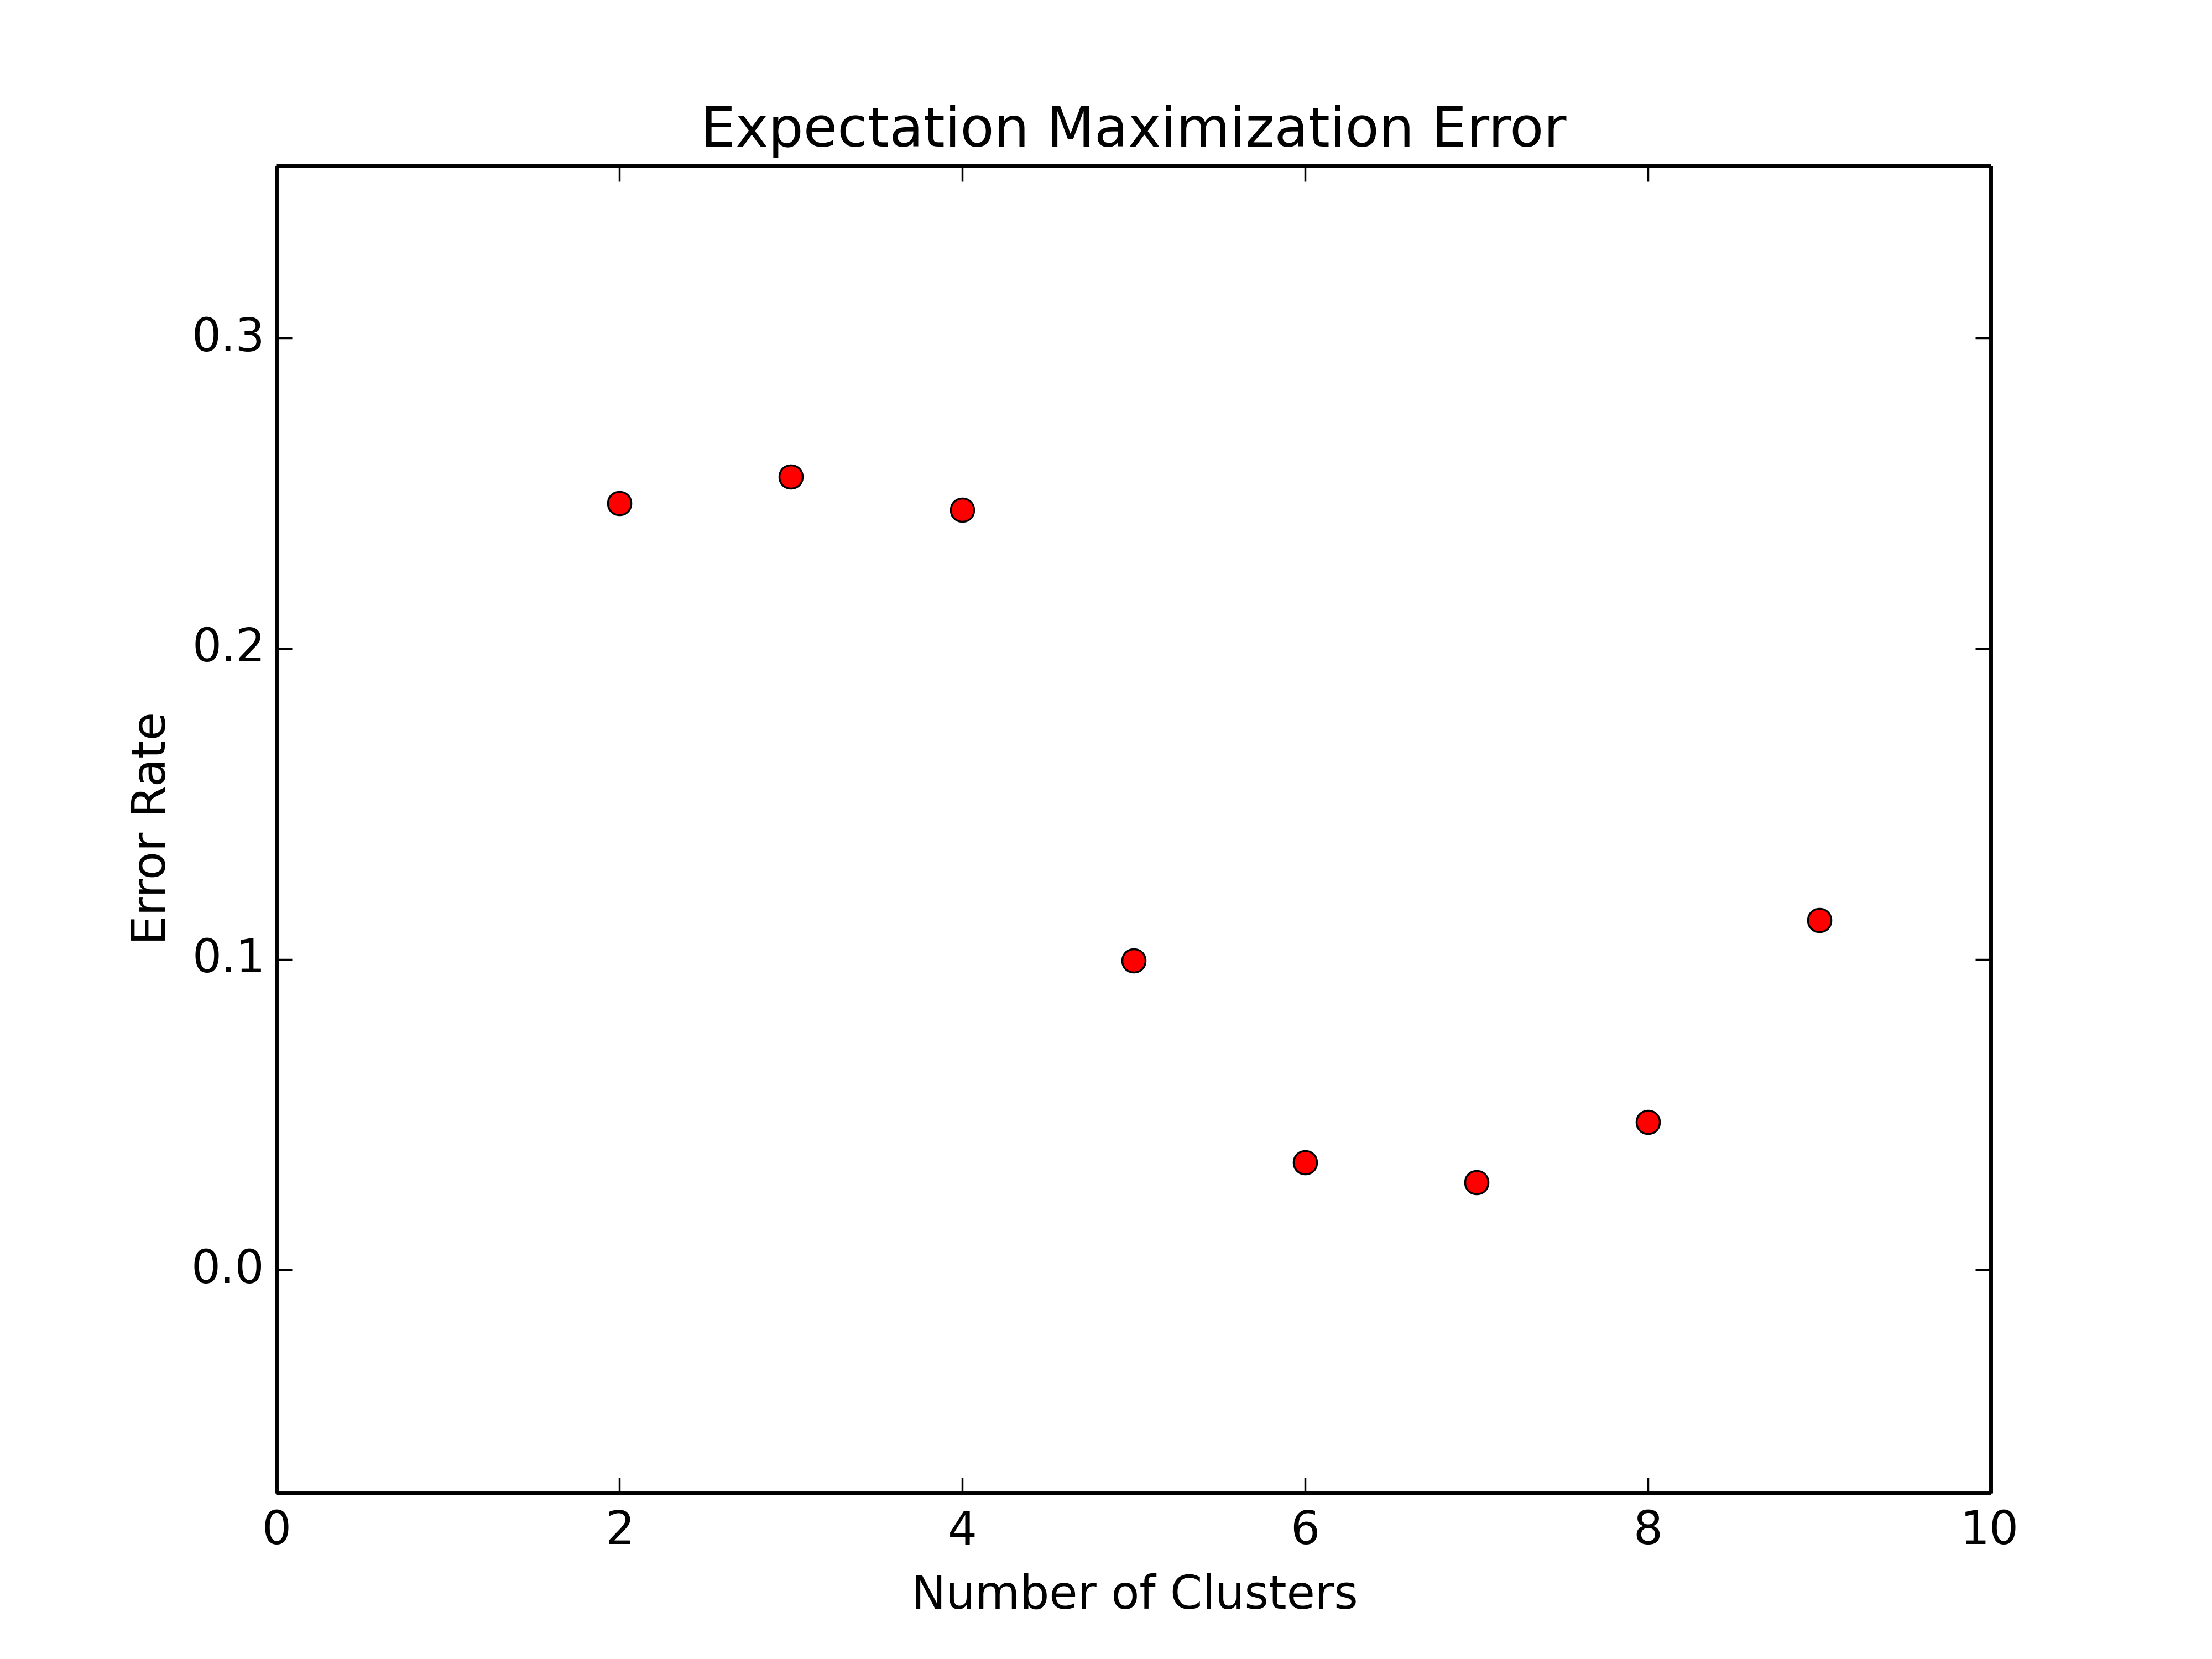 Expectation Maximization Error
0.3
0.2
0.1
0.0
Error Rate
0 2 4 6 8 10
Number of Clusters